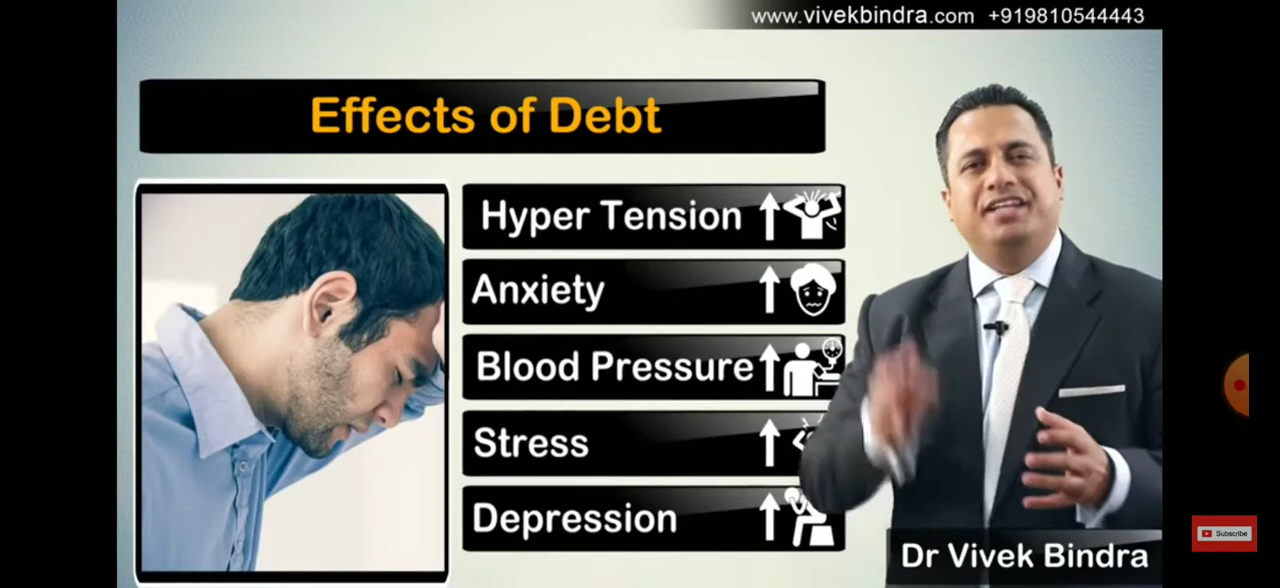 www.vivekbindra.com +919810544443
Effects of Debt
Hyper Tension
Anxiety
Blood Pressure
Stress
Depression
Subscribe
Dr Vivek Bindra